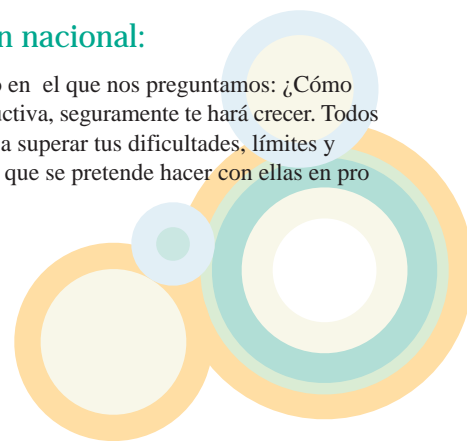 n nacional:
o en el que nos preguntamos: ¿Cómo
uctiva, seguramente te hará crecer. Todos
a superar tus dificultades, límites y
que se pretende hacer con ellas en pro